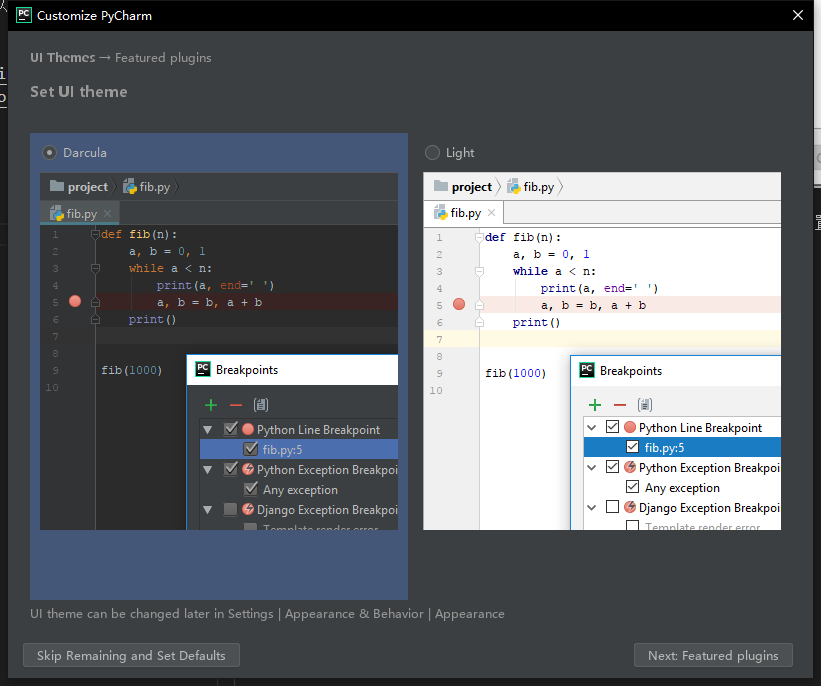 PC Customize PyCharm
UI Themes → Featured plugins
Set UI theme
Darcula
project fib.py
fib.py
1 def fib(n):
2 a, b = 0, 1
3 while a < n:
4 print(a, end=' ')
5 a, b = b, a + b
6 print()
7
8
9 fib(1000)
10
PC Breakpoints
Python Line Breakpoint
fib.py:5
Python Exception Breakpoi
Any exception
Django Exception Breakpoi
Template render error
Light
project fib.py
fib.py
1 def fib(n):
2 a, b = 0, 1
3 while a < n:
4 print(a, end=' ')
5 a, b = b, a + b
6 print()
7
8
9 fib(1000)
10
PC Breakpoints
Python Line Breakpoint
fib.py:5
Python Exception Breakpoi
Any exception
Django Exception Breakpoi
Template render error
UI theme can be changed later in Settings | Appearance & Behavior | Appearance
Skip Remaining and Set Defaults
Next: Featured plugins